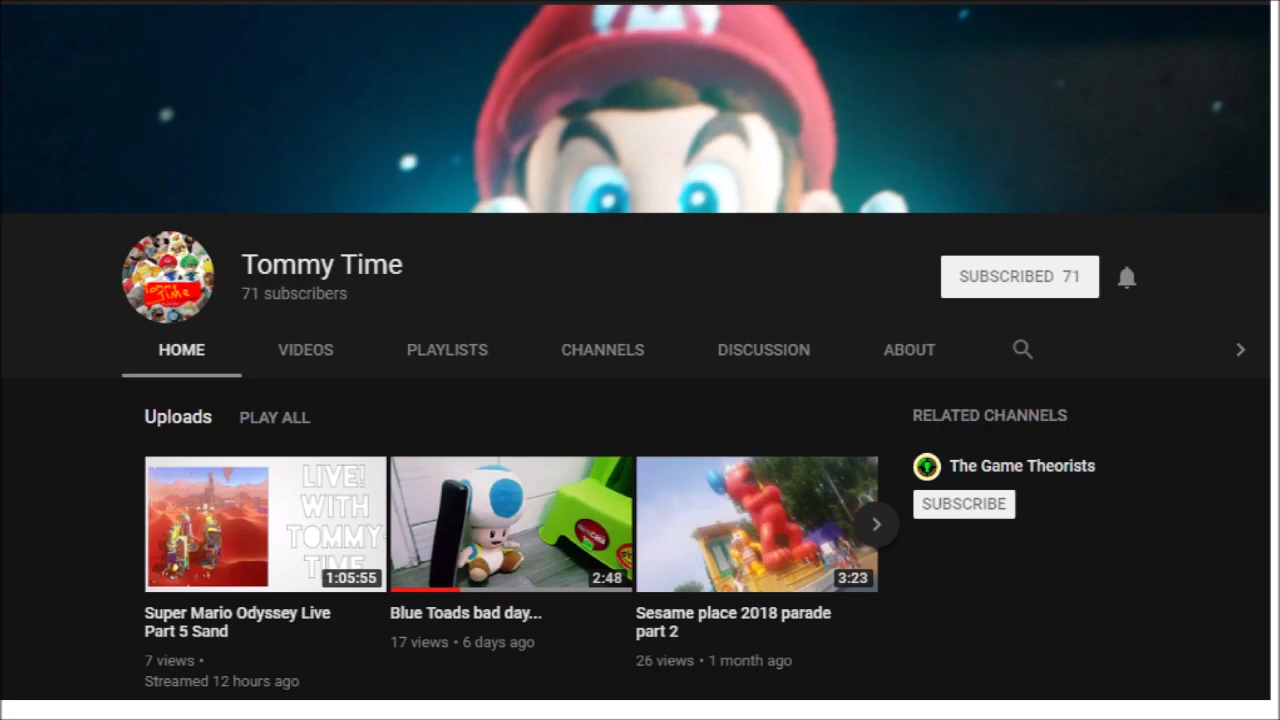 M
Tommy Time
71 subscribers
SUBSCRIBED 71
TOMMY
TIME
HOME VIDEOS PLAYLISTS CHANNELS DISCUSSION ABOUT
Uploads PLAY ALL
RELATED CHANNELS
The Game Theorists
SUBSCRIBE
LIVE!
WITH
TOMMY
TIME
1:05:55
2:48
3:23
Super Mario Odyssey Live
Part 5 Sand
7 views •
Streamed 12 hours ago
Blue Toads bad day...
17 views • 6 days ago
Sesame place 2018 parade
part 2
26 views • 1 month ago